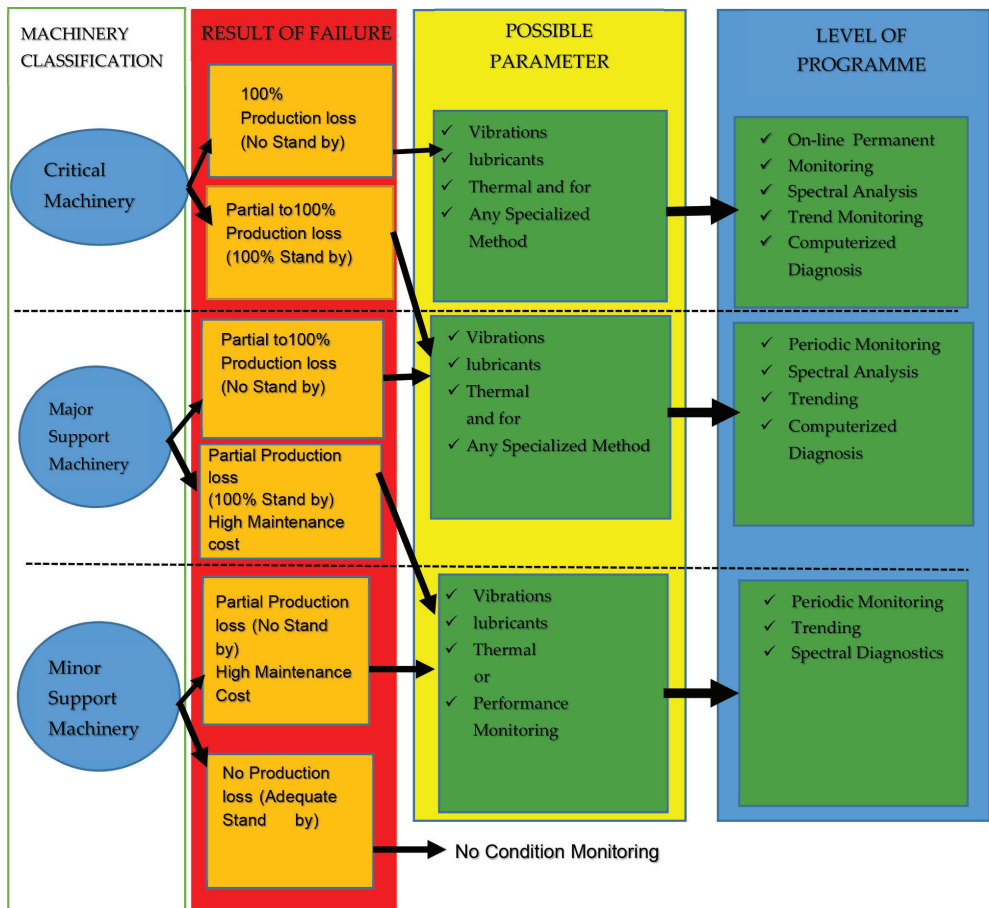 MACHINERY
CLASSIFICATION
RESULT OF FAILURE
POSSIBLE
PARAMETER
LEVEL OF
PROGRAMME
Critical
Machinery
100%
Production loss
(No Stand by)
Partial to100%
Production loss
(100% Stand by)
✓ Vibrations
✓ lubricants
✓ Thermal and for
✓ Any Specialized
Method
✓ On-line Permanent
✓ Monitoring
✓ Spectral Analysis
✓ Trend Monitoring
✓ Computerized
Diagnosis
Major
Support
Machinery
Partial to100%
Production loss
(No Stand by)
Partial Production
loss
(100% Stand by)
High Maintenance
cost
✓ Vibrations
✓ lubricants
✓ Thermal
and for
✓ Any Specialized Method
✓ Periodic Monitoring
✓ Spectral Analysis
✓ Trending
✓ Computerized
Diagnosis
Minor
Support
Machinery
Partial Production
loss (No Stand
by)
High Maintenance
Cost
No Production
loss (Adequate
Stand by)
✓ Vibrations
✓ lubricants
✓ Thermal
or
✓ Performance
Monitoring
✓ Periodic Monitoring
✓ Trending
✓ Spectral Diagnostics
No Condition Monitoring